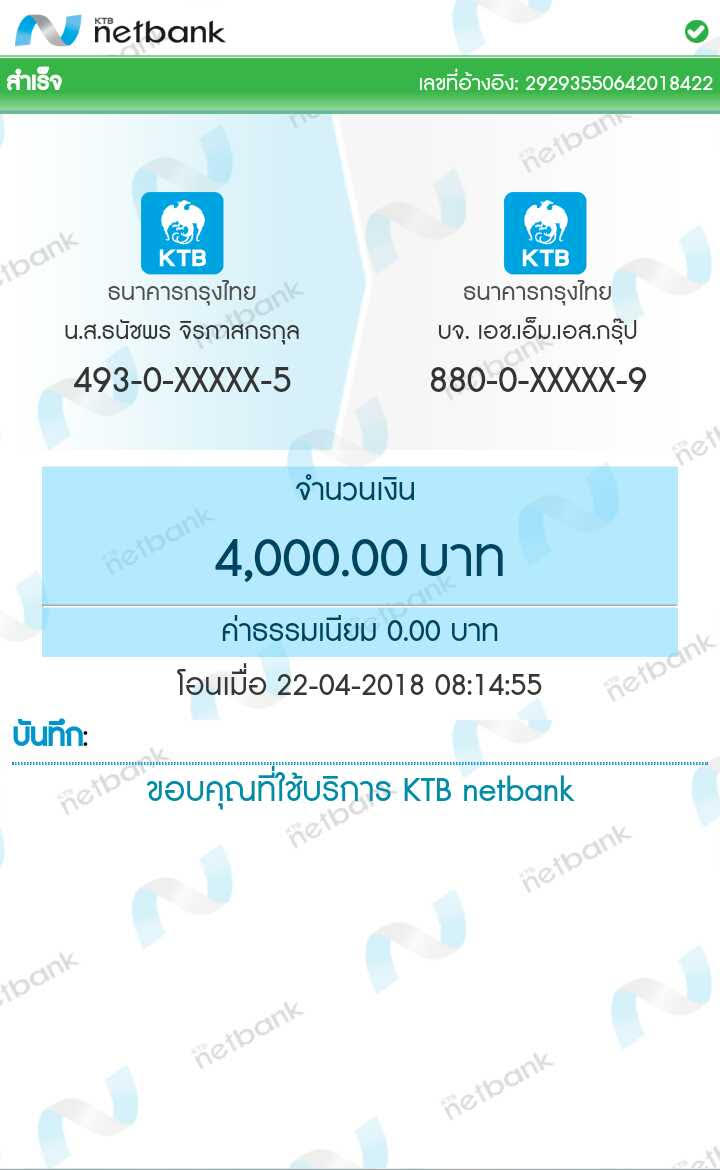 KTB netbank
สำเร็จ เลขที่อ้างอิง: 29293550642018422
KTB KTB
ธนาคารกรุงไทย ธนาคารกรุงไทย
น.ส.ธนัชพร จิรภาสกรกุล บจ. เอช.เอ็ม.เอส.กรุ๊ป
493-0-XXXXX-5 880-0-XXXXX-9
จำนวนเงิน
4,000.00 บาท
ค่าธรรมเนียม 0.00 บาท
โอนเมื่อ 22-04-2018 08:14:55
บันทึก:
ขอบคุณที่ใช้บริการ KTB netbank